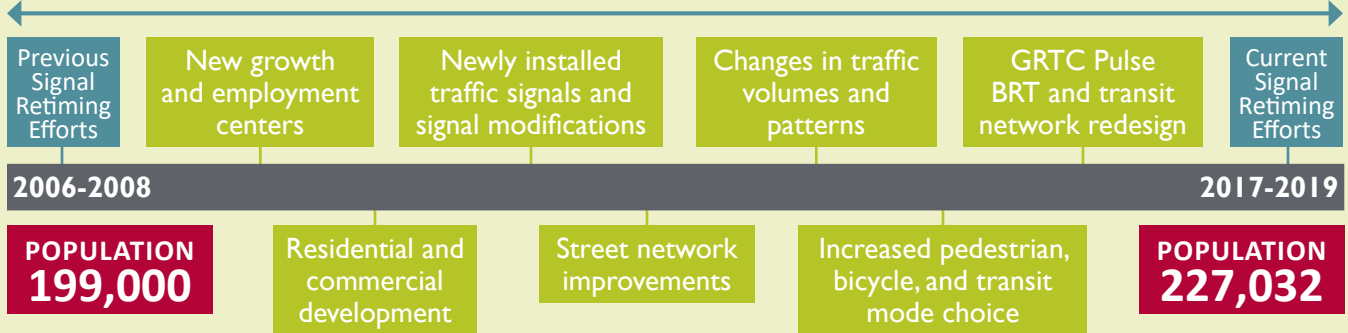 Previous
Signal
Retiming
Efforts
New growth
and employment
centers
Newly installed
traffic signals and
signal modifications
Changes in traffic
volumes and
patterns
GRTC Pulse
BRT and transit
network redesign
Current
Signal
Retiming
Efforts
2006-2008
2017-2019
POPULATION
199,000
Residential and
commercial
development
Street network
improvements
Increased pedestrian,
bicycle, and transit
mode choice
POPULATION
227,032